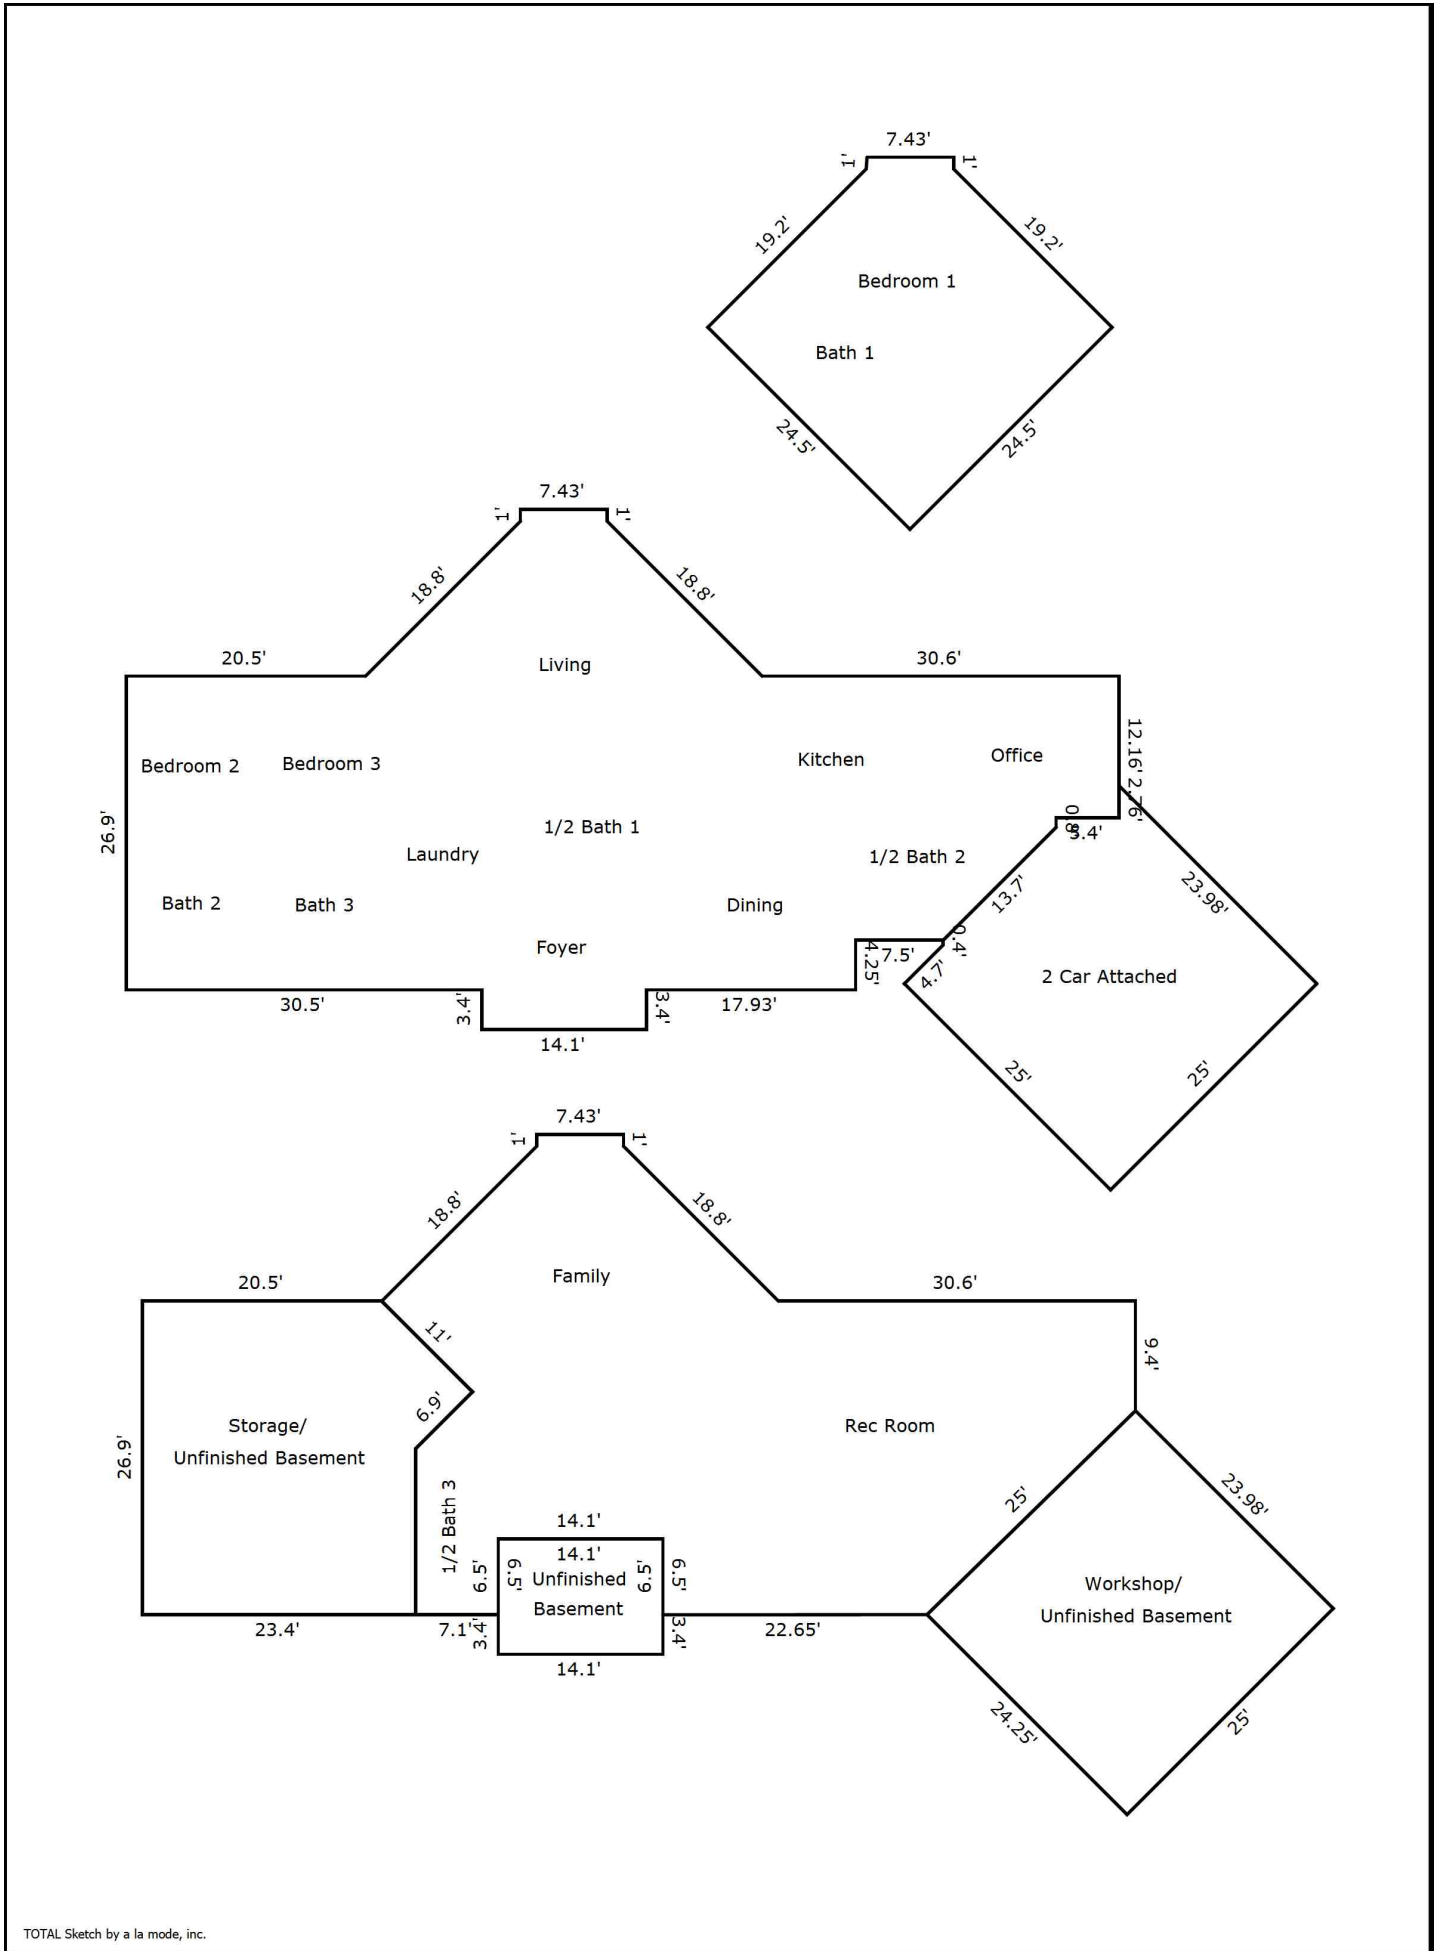 7.43'
1'
1'
19.2'
19.2'
Bedroom 1
Bath 1
24.5'
24.5'
7.43'
1'
1'
18.8'
18.8'
20.5'
Living
30.6'
12.16'
2.76'
Bedroom 2
Bedroom 3
Kitchen
Office
26.9'
1/2 Bath 1
0.8'
5.4'
Laundry
1/2 Bath 2
13.7'
23.98'
Bath 2
Bath 3
Dining
Foyer
4.25'
7.5'
0.4'
4.7'
2 Car Attached
30.5'
3.4'
3.4'
17.93'
14.1'
25'
25'
7.43'
1'
1'
18.8'
18.8'
20.5'
Family
30.6'
11'
9.4'
6.9'
Storage/
Unfinished Basement
Rec Room
26.9'
1/2 Bath 3
25'
23.98'
14.1'
14.1'
6.5'
6.5'
6.5'
6.5'
Unfinished
Basement
Workshop/
Unfinished Basement
23.4'
7.1'
3.4'
3.4'
22.65'
14.1'
24.25'
25'
TOTAL Sketch by a la mode, inc.